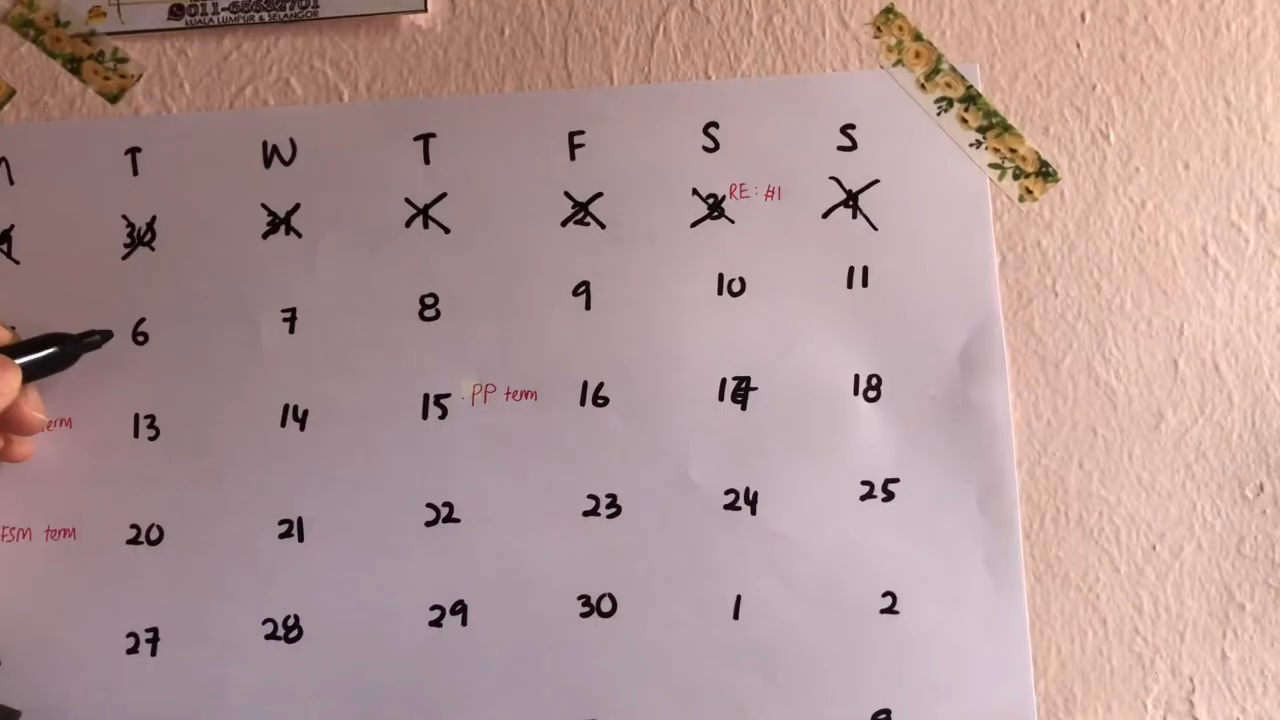 011-65632701
KUALA LUMPUR & SELANGOR
T W T F S S
30 31 1 2 3 RE: #1 4
6 7 8 9 10 11
erm 13 14 15 . PP term 16 17 18
FSM term 20 21 22 23 24 25
27 28 29 30 1 2